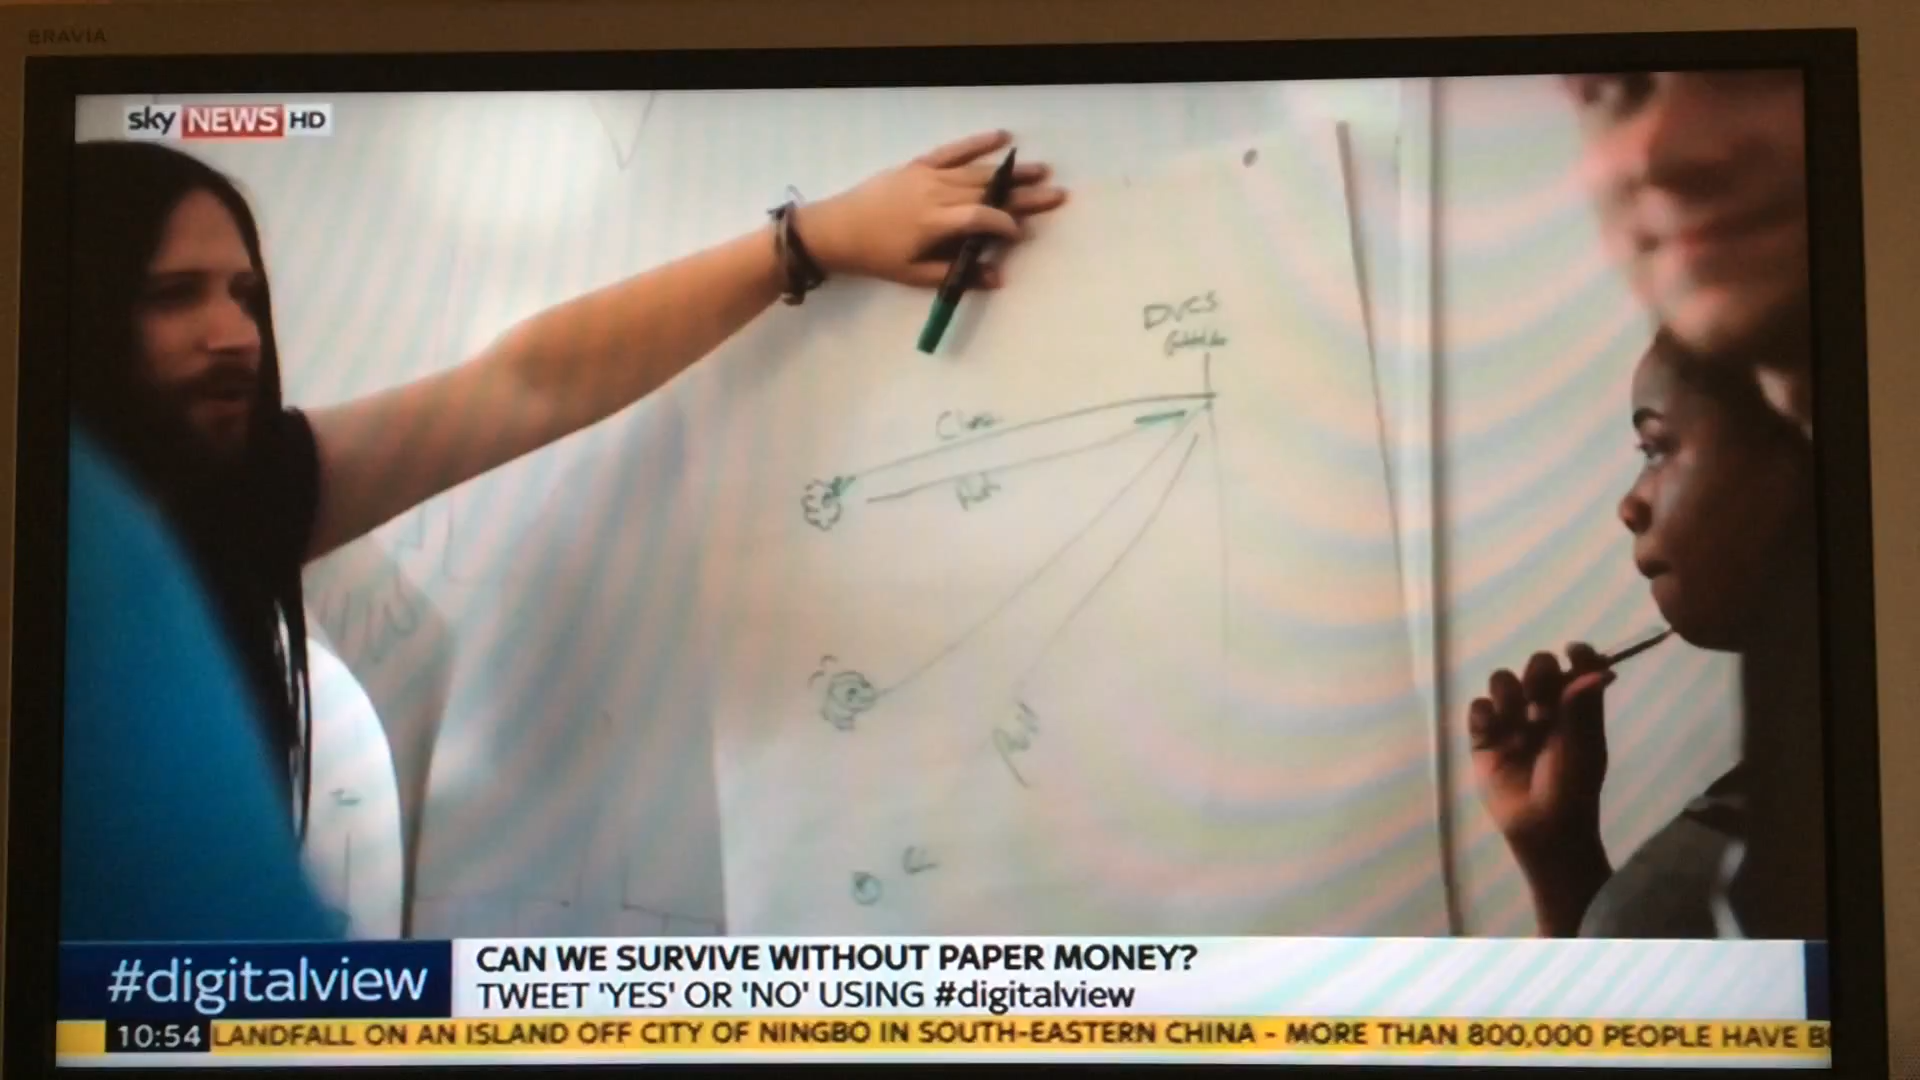 BRAVIA
sky NEWS HD
DVCS
Clone
Pull
#digitalview
CAN WE SURVIVE WITHOUT PAPER MONEY?
TWEET 'YES' OR 'NO' USING #digitalview
10:54 LANDFALL ON AN ISLAND OFF CITY OF NINGBO IN SOUTH-EASTERN CHINA - MORE THAN 800,000 PEOPLE HAVE